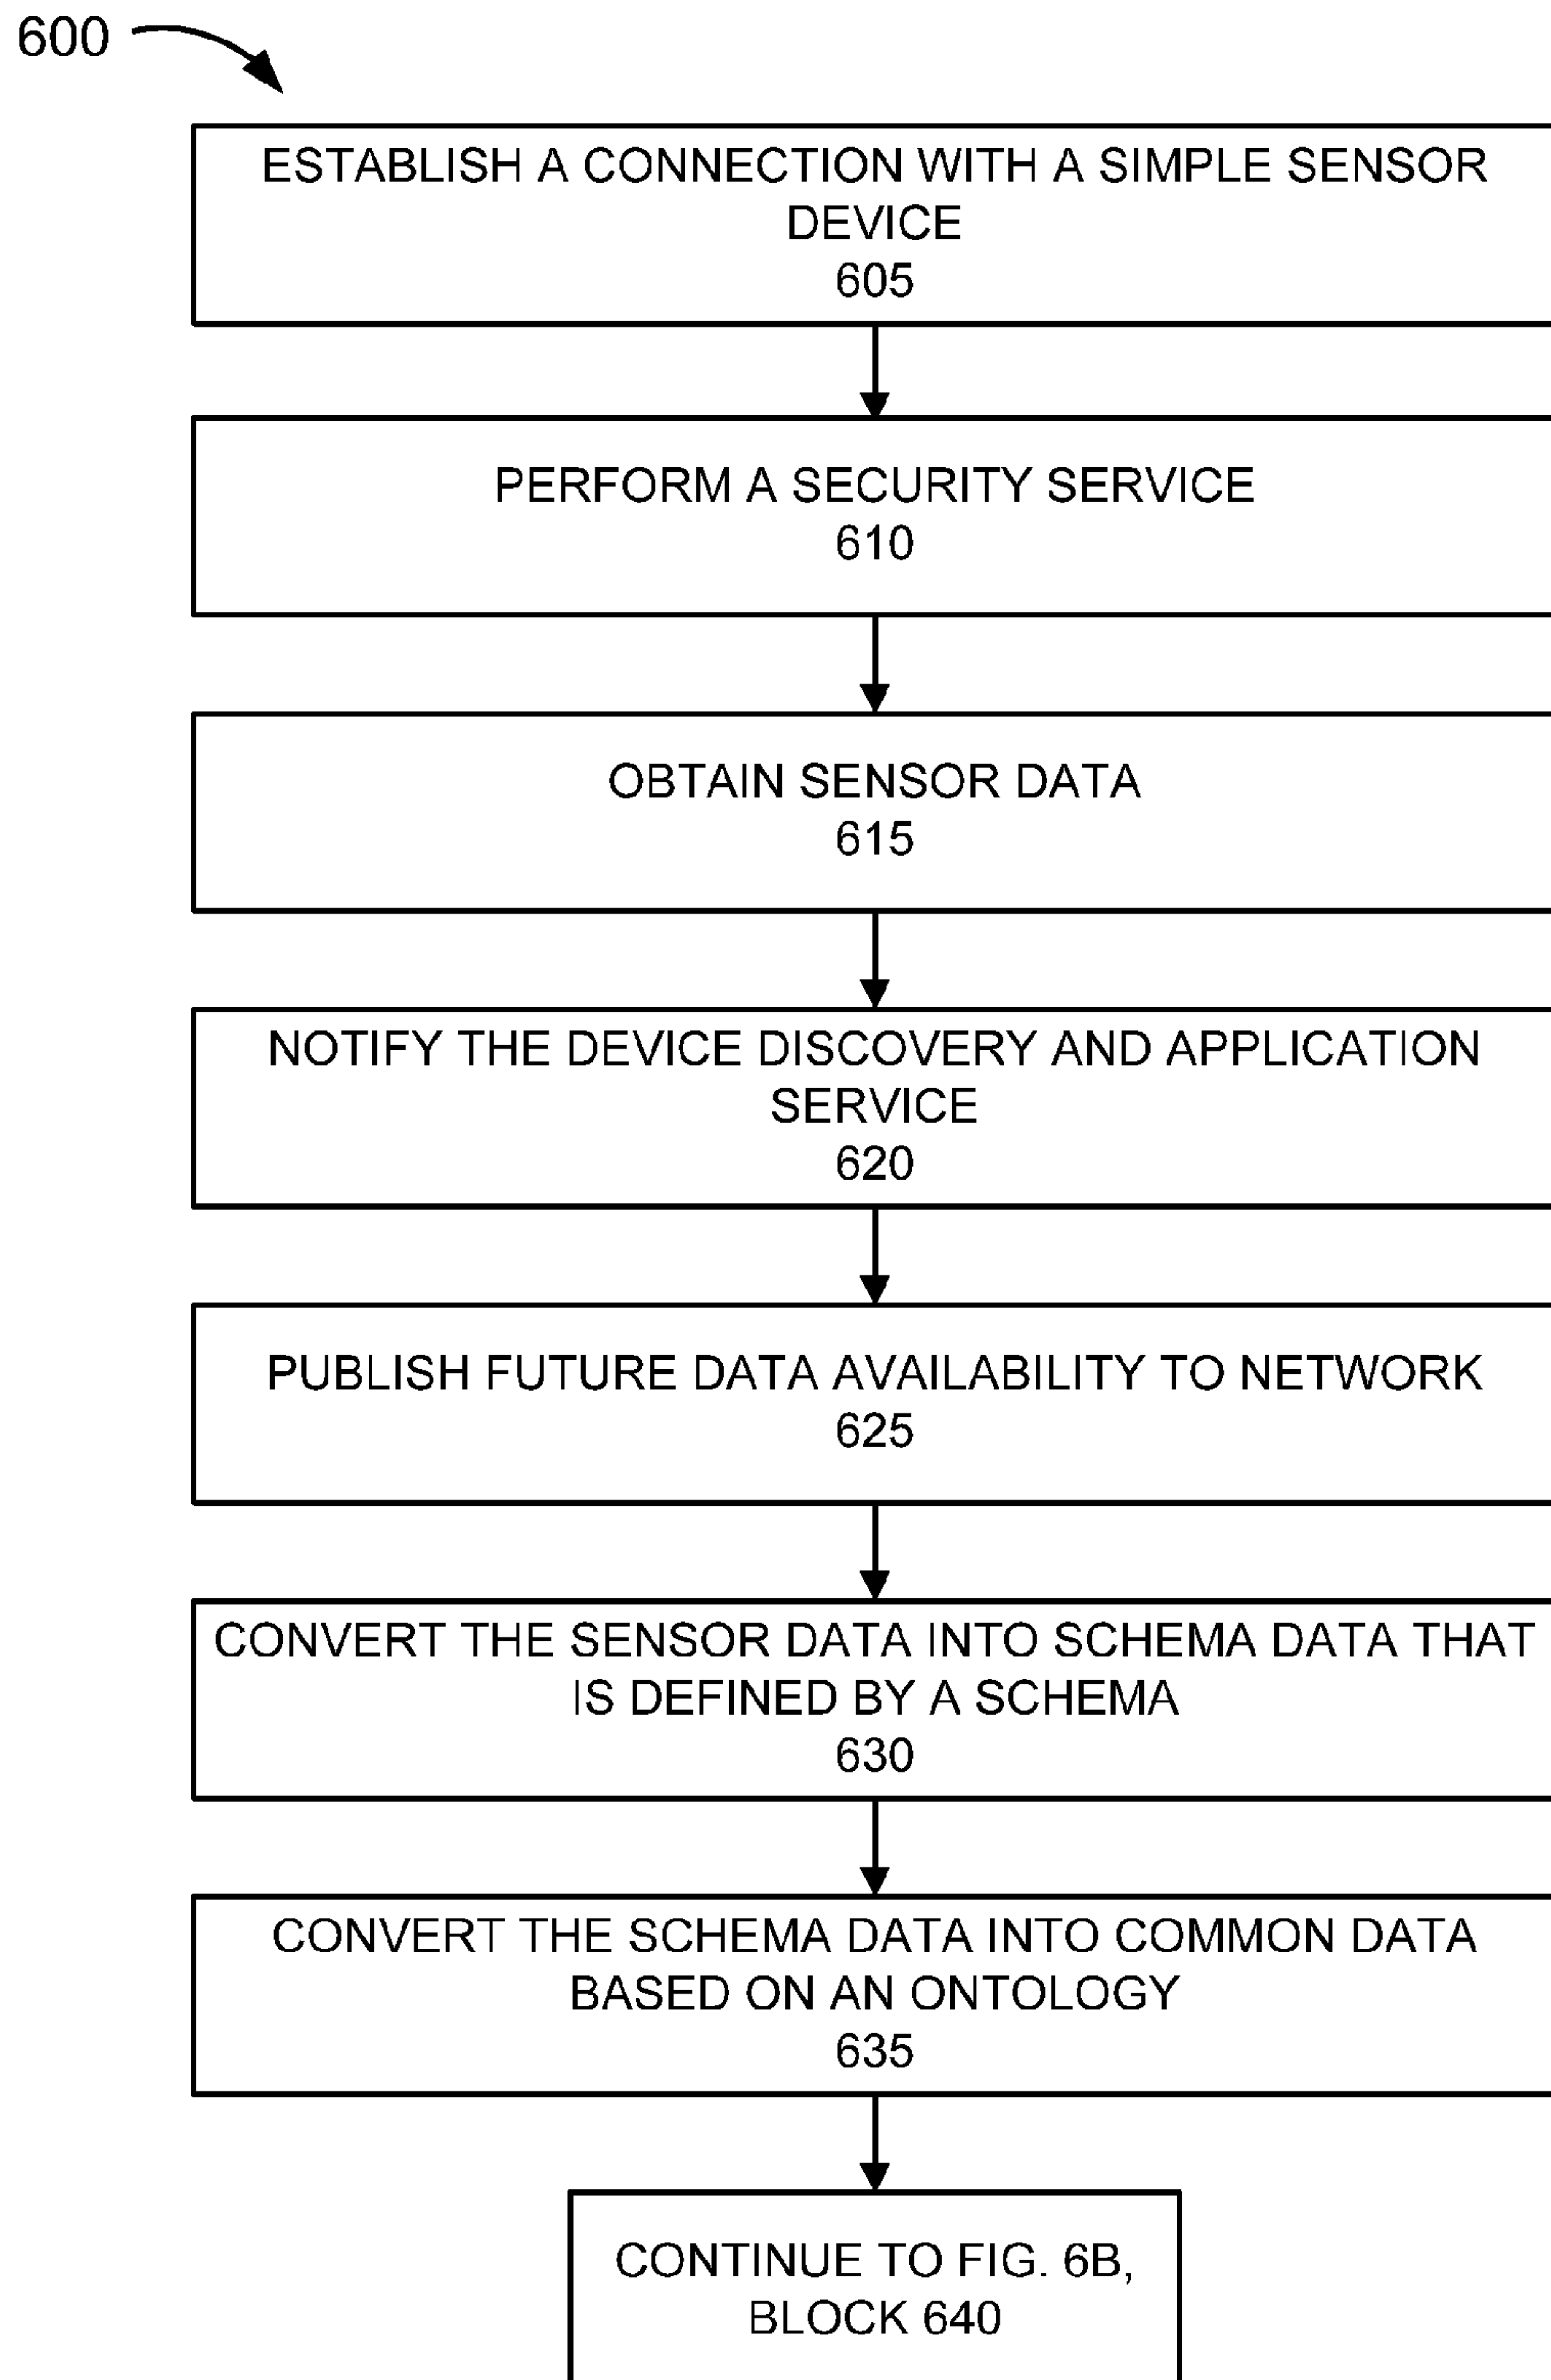 600
ESTABLISH A CONNECTION WITH A SIMPLE SENSOR
DEVICE
605
PERFORM A SECURITY SERVICE
610
OBTAIN SENSOR DATA
615
NOTIFY THE DEVICE DISCOVERY AND APPLICATION
SERVICE
620
PUBLISH FUTURE DATA AVAILABILITY TO NETWORK
625
CONVERT THE SENSOR DATA INTO SCHEMA DATA THAT
IS DEFINED BY A SCHEMA
630
CONVERT THE SCHEMA DATA INTO COMMON DATA
BASED ON AN ONTOLOGY
635
CONTINUE TO FIG. 6B,
BLOCK 640